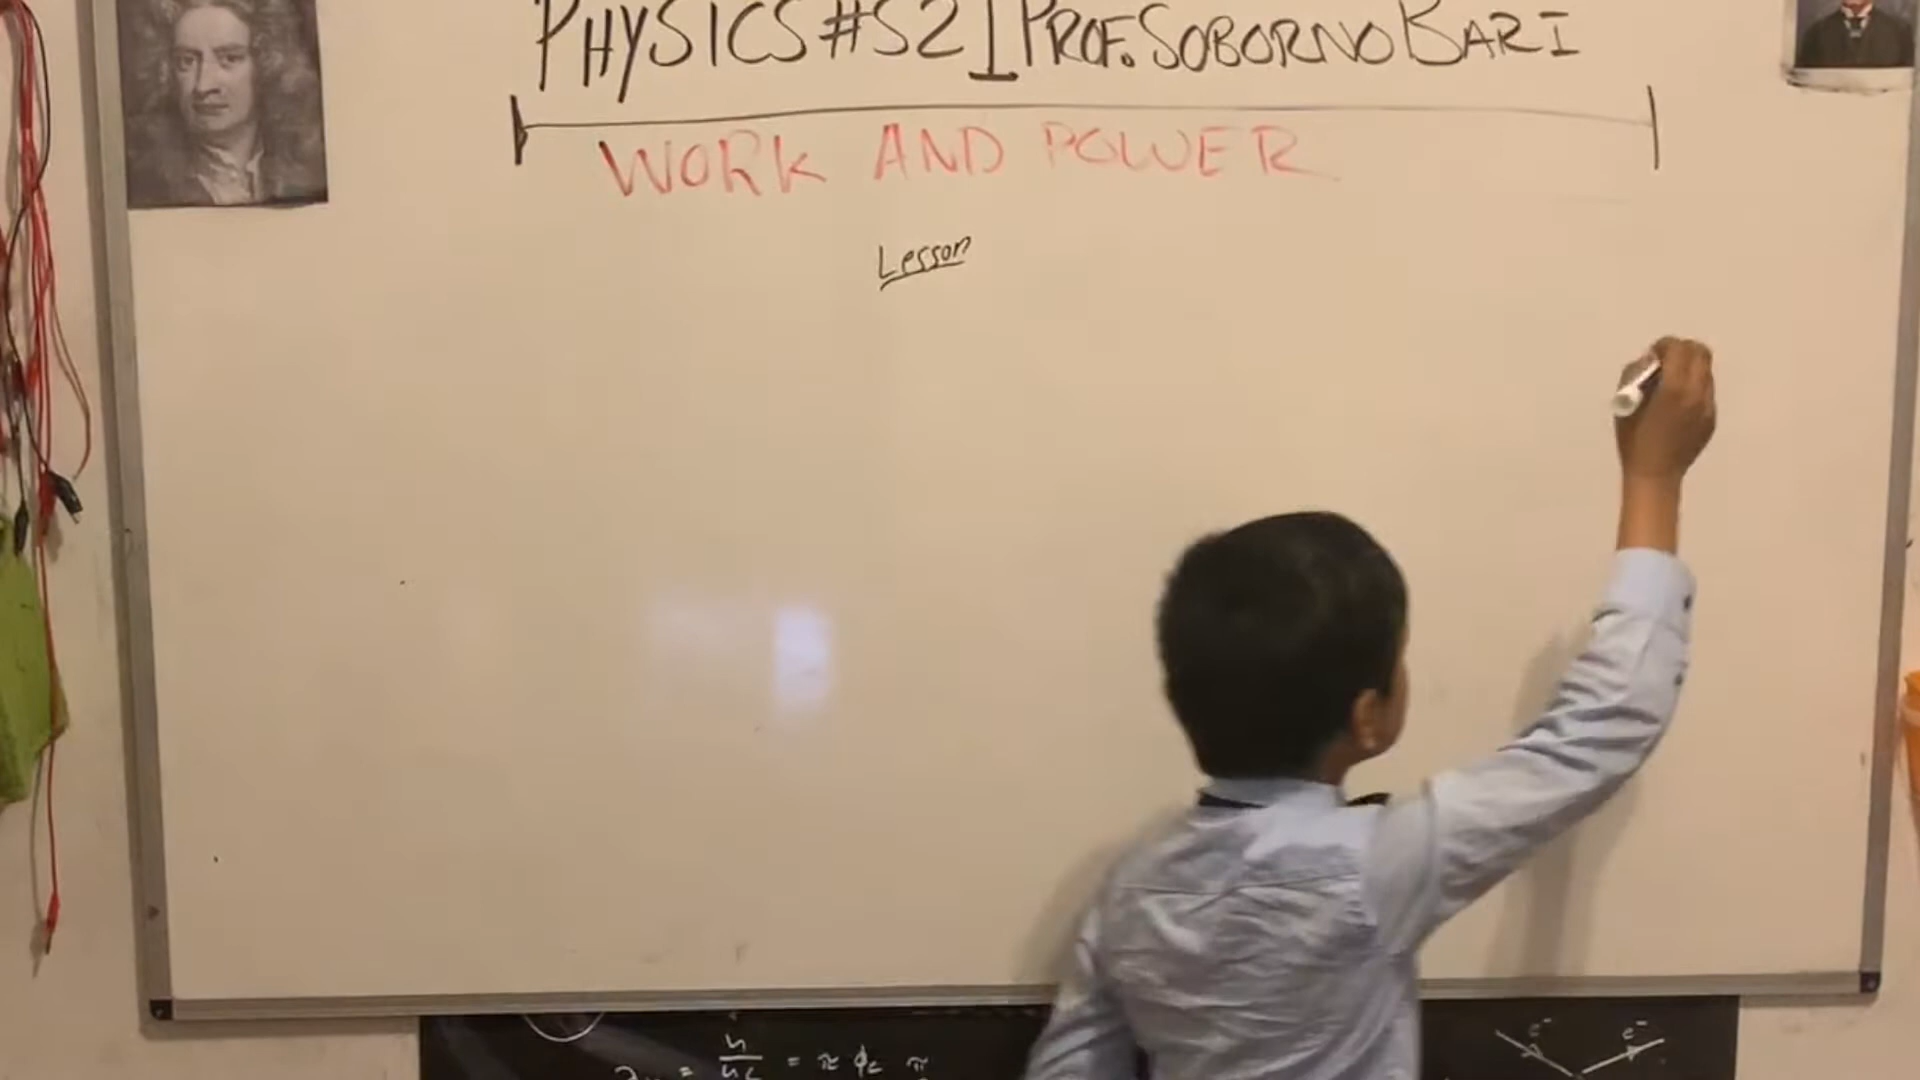 PHYSICS#52 | PROF. SOBORNO BARI
WORK AND POWER
Lesson
e⁻ e⁻